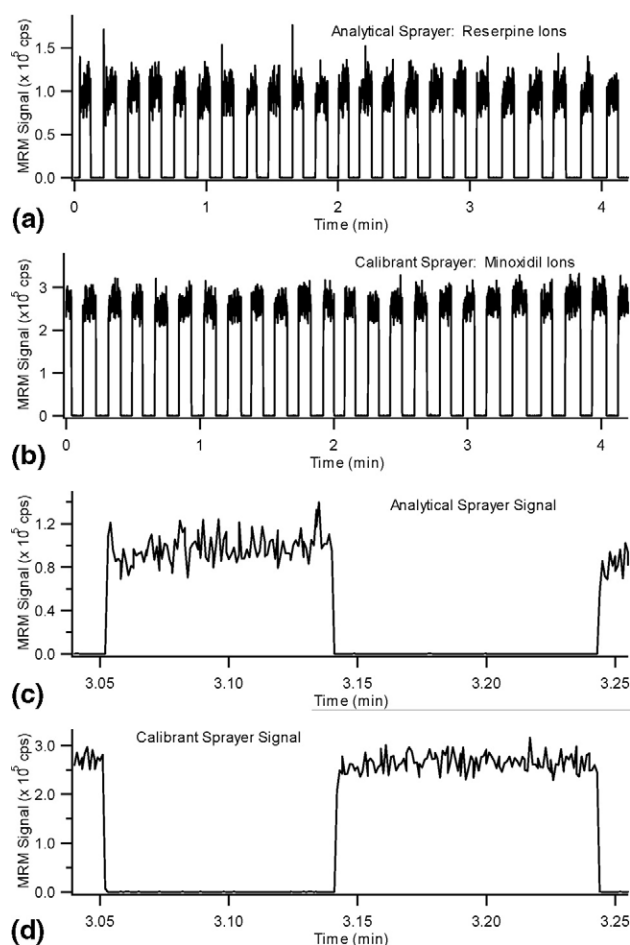 Analytical Sprayer: Reserpine Ions
MRM Signal (x 10⁵ cps)
1.5
1.0
0.5
0.0
0
1
2
3
4
Time (min)
(a)
Calibrant Sprayer: Minoxidil Ions
MRM Signal (x10⁵ cps)
3
2
1
0
0
1
2
3
4
Time (min)
(b)
Analytical Sprayer Signal
MRM Signal (x 10⁵ cps)
1.2
0.8
0.4
0.0
3.05
3.10
3.15
3.20
3.25
Time (min)
(c)
Calibrant Sprayer Signal
MRM Signal (x 10⁵ cps)
3.0
2.0
1.0
0.0
3.05
3.10
3.15
3.20
3.25
Time (min)
(d)